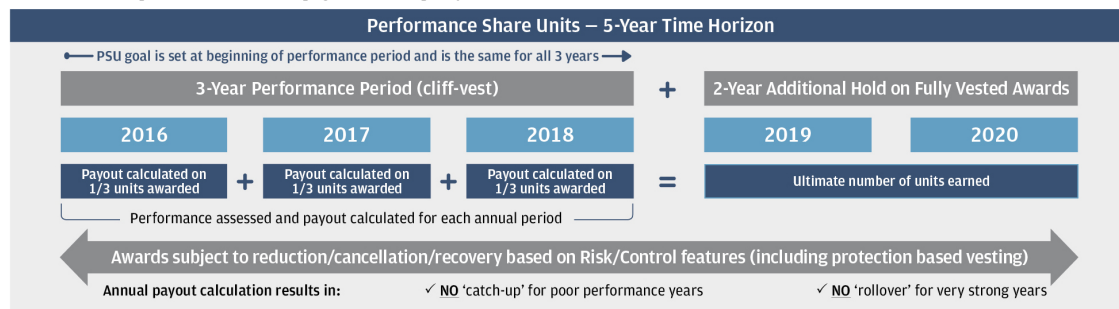 Performance Share Units — 5-Year Time Horizon
PSU goal is set at beginning of performance period and is the same for all 3 years
3-Year Performance Period (cliff-vest)
+
2-Year Additional Hold on Fully Vested Awards
2016
2017
2018
2019
2020
Payout calculated on
1/3 units awarded
+
Payout calculated on
1/3 units awarded
+
Payout calculated on
1/3 units awarded
=
Ultimate number of units earned
Performance assessed and payout calculated for each annual period
Awards subject to reduction/cancellation/recovery based on Risk/Control features (including protection based vesting)
Annual payout calculation results in:
✓ NO ‘catch-up’ for poor performance years
✓ NO ‘rollover’ for very strong years